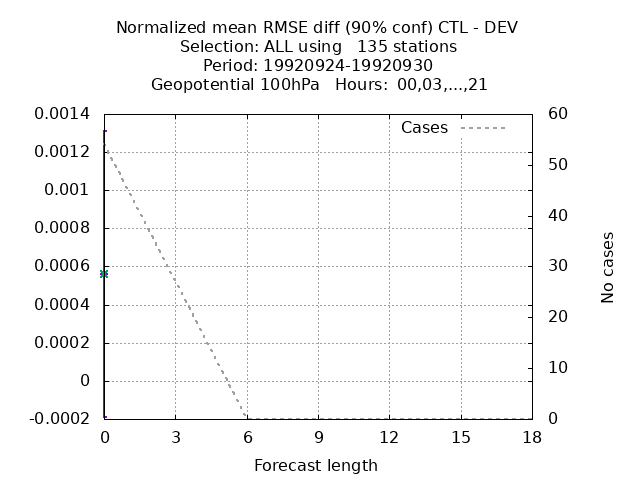 Normalized mean RMSE diff (90% conf) CTL - DEV
Selection: ALL using   135 stations
Period: 19920924-19920930
Geopotential 100hPa   Hours:  00,03,...,21
0.0014
0.0012
0.001
0.0008
0.0006
0.0004
0.0002
0
-0.0002
Cases
60
50
40
30
20
10
0
No cases
0 3 6 9 12 15 18
Forecast length